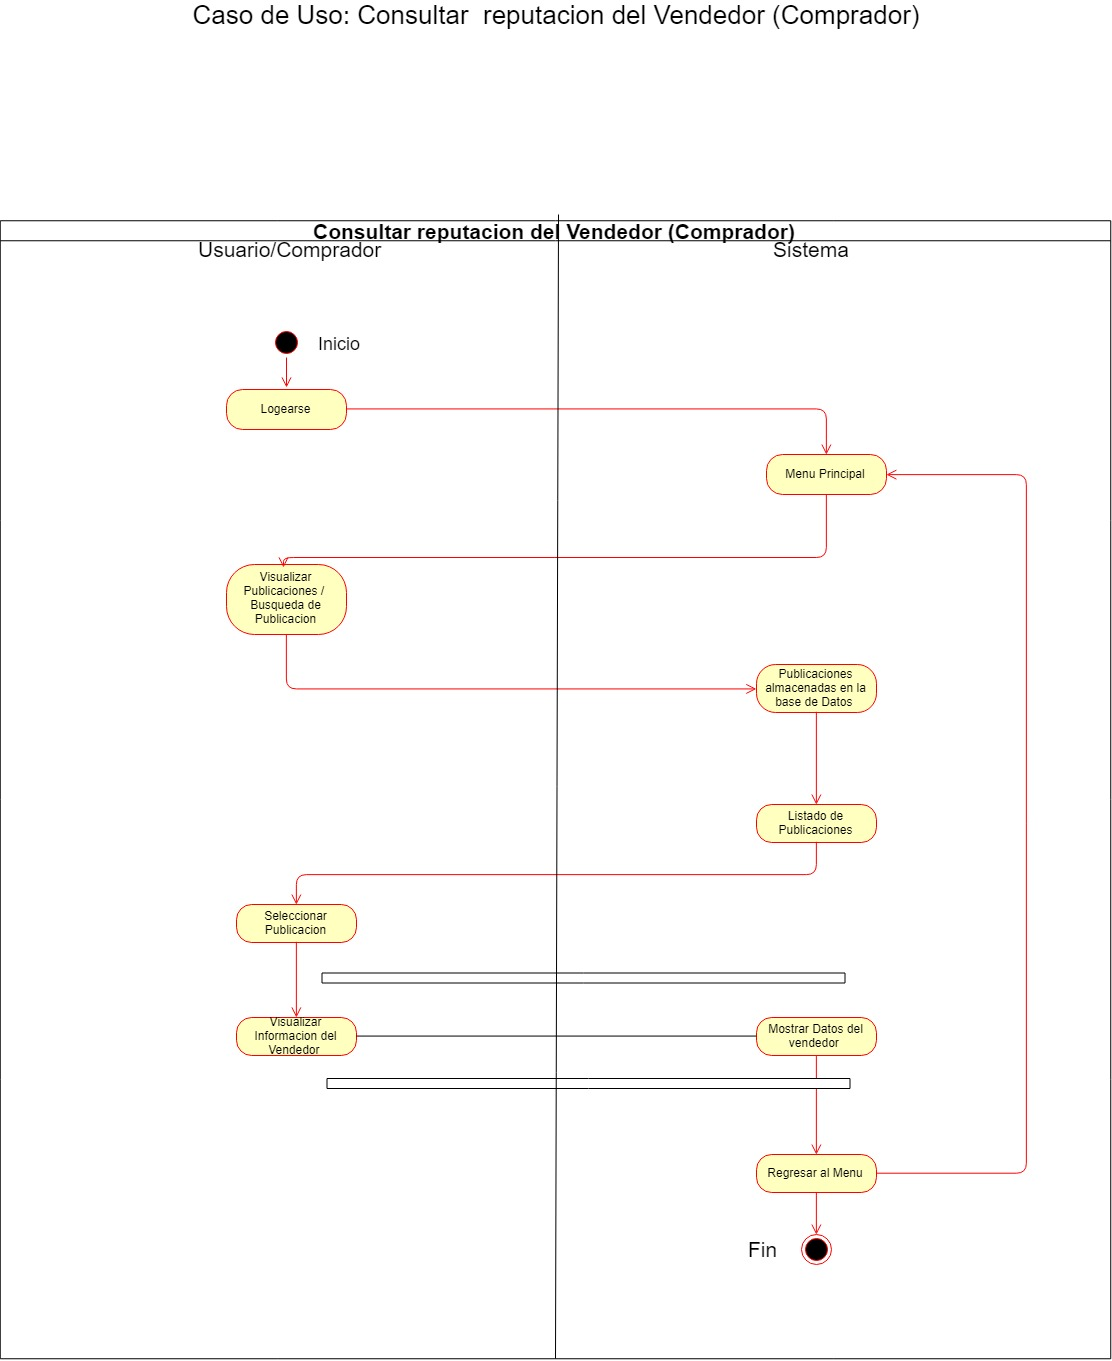 Caso de Uso: Consultar  reputacion del Vendedor (Comprador)
Consultar reputacion del Vendedor (Comprador)
Usuario/Comprador
Sistema
Inicio
Logearse
Menu Principal
Visualizar
Publicaciones /
Busqueda de
Publicacion
Publicaciones
almacenadas en la
base de Datos
Listado de
Publicaciones
Seleccionar
Publicacion
Visualizar
Informacion del
Vendedor
Mostrar Datos del
vendedor
Regresar al Menu
Fin